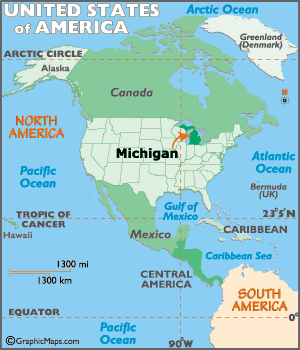 UNITED STATES
of AMERICA
Arctic Ocean
Greenland
(Denmark)
ARCTIC CIRCLE
Alaska
Canada
NORTH
AMERICA
Michigan
Pacific
Ocean
Atlantic
Ocean
Bermuda
(UK)
Gulf of
Mexico
TROPIC OF
CANCER
23°5'N
Hawaii
Mexico
CARIBBEAN
Caribbean Sea
1300 mi
1300 km
CENTRAL
AMERICA
SOUTH
AMERICA
EQUATOR
0°
Pacific
Ocean
90°W
©GraphicMaps.com